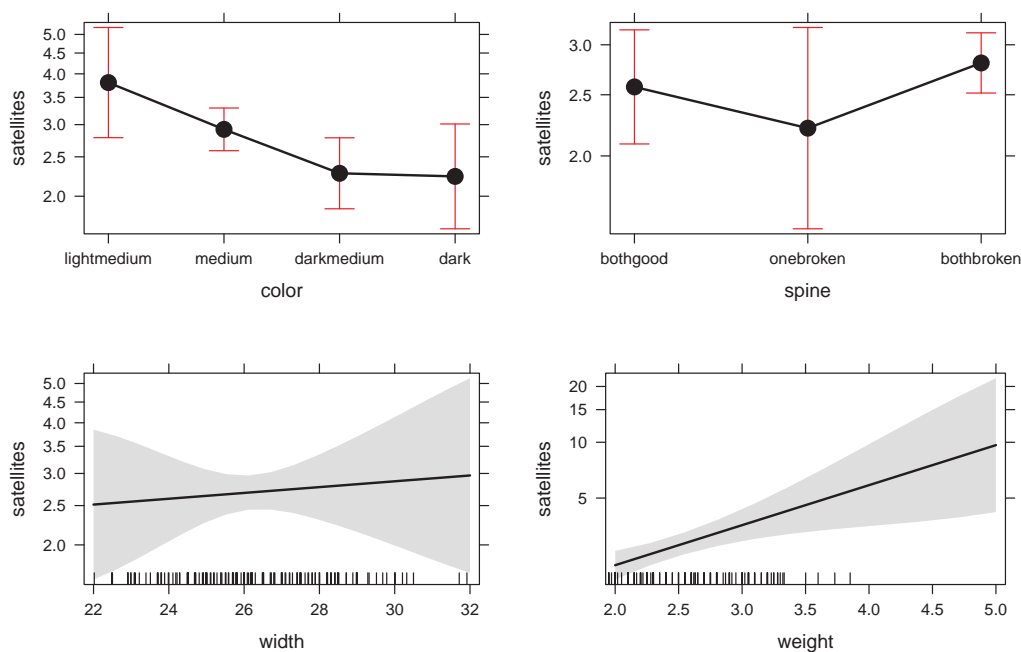 satellites
5.0
4.5
4.0
3.5
3.0
2.5
2.0
lightmedium medium darkmedium dark
color
satellites
3.0
2.5
2.0
bothgood onebroken bothbroken
spine
satellites
5.0
4.5
4.0
3.5
3.0
2.5
2.0
22 24 26 28 30 32
width
satellites
20
15
10
5
2.0 2.5 3.0 3.5 4.0 4.5 5.0
weight